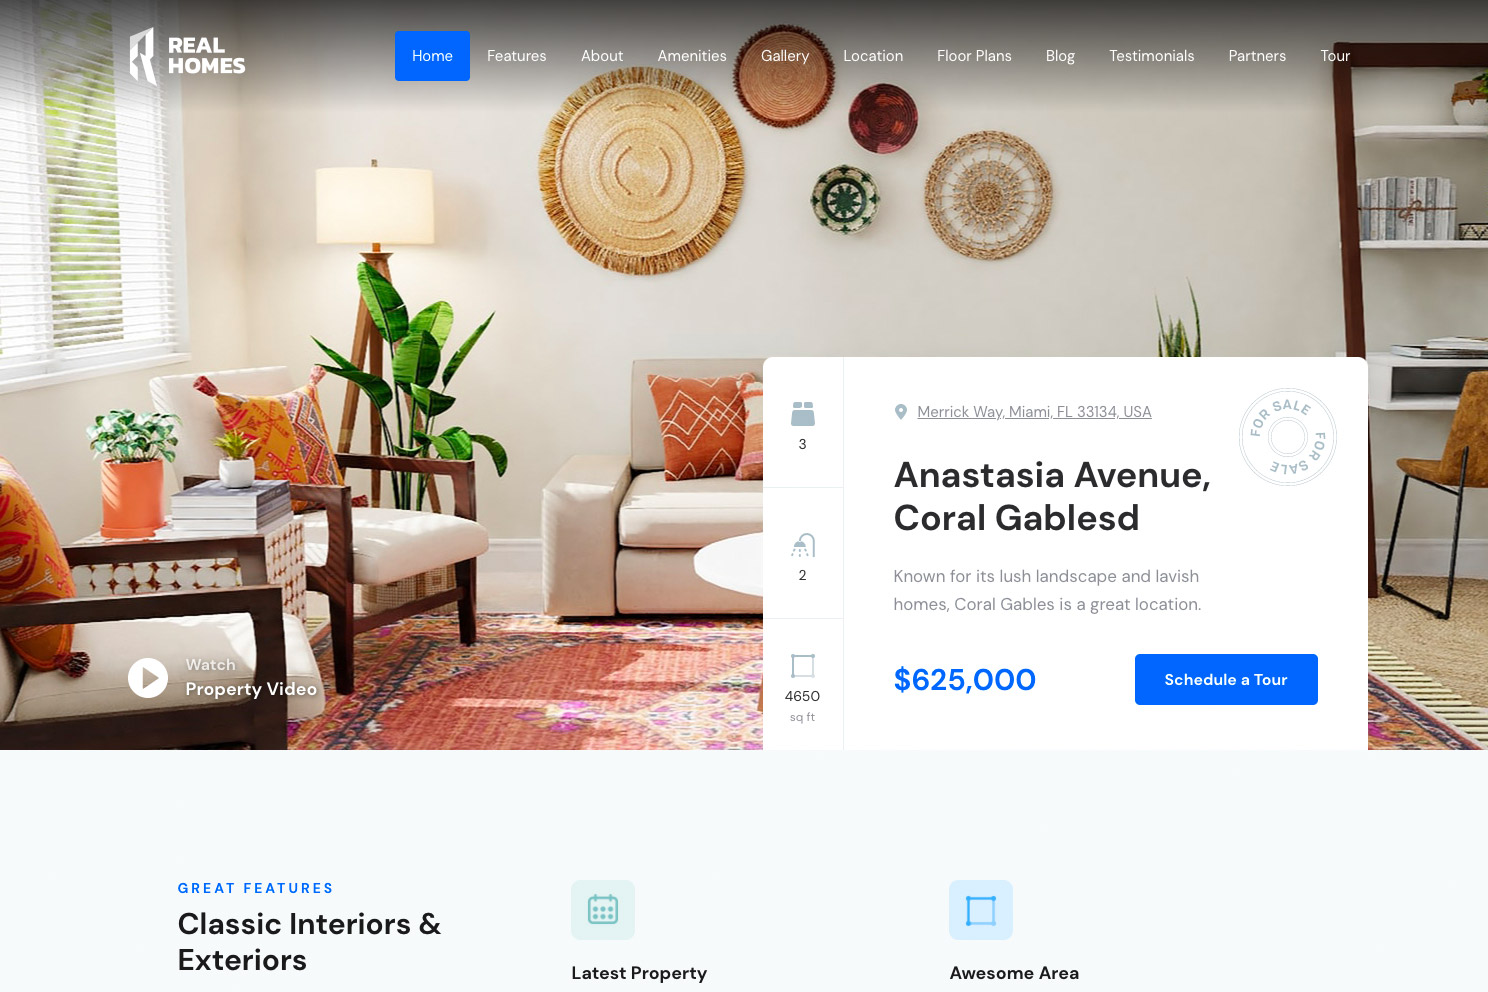 REAL
HOMES
Home
Features
About
Amenities
Gallery
Location
Floor Plans
Blog
Testimonials
Partners
Tour
3
2
4650
sq ft
Merrick Way, Miami, FL 33134, USA
FOR SALE
FOR SALE
Anastasia Avenue,
Coral Gablesd
Known for its lush landscape and lavish
homes, Coral Gables is a great location.
$625,000
Schedule a Tour
Watch
Property Video
GREAT FEATURES
Classic Interiors &
Exteriors
Latest Property
Awesome Area